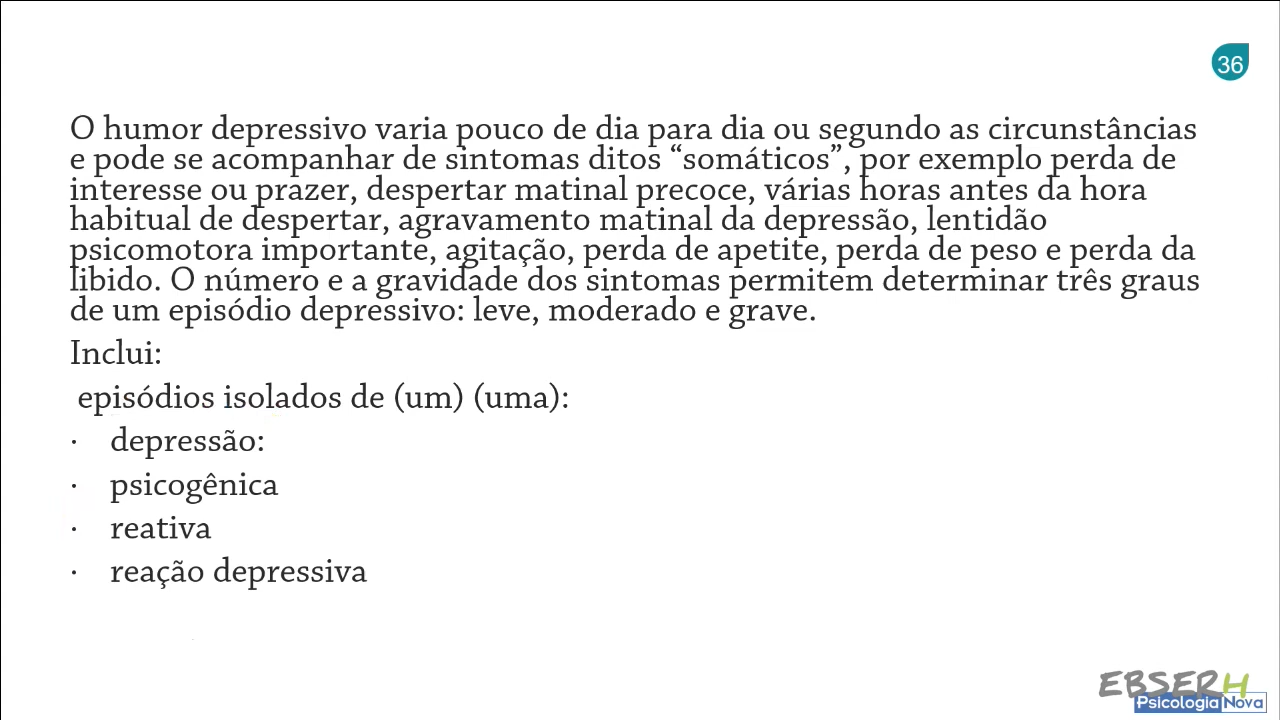 36
O humor depressivo varia pouco de dia para dia ou segundo as circunstâncias
e pode se acompanhar de sintomas ditos “somáticos”, por exemplo perda de
interesse ou prazer, despertar matinal precoce, várias horas antes da hora
habitual de despertar, agravamento matinal da depressão, lentidão
psicomotora importante, agitação, perda de apetite, perda de peso e perda da
libido. O número e a gravidade dos sintomas permitem determinar três graus
de um episódio depressivo: leve, moderado e grave.
Inclui:
episódios isolados de (um) (uma):
· depressão:
· psicogênica
· reativa
· reação depressiva
EBSERH
Psicologia Nova